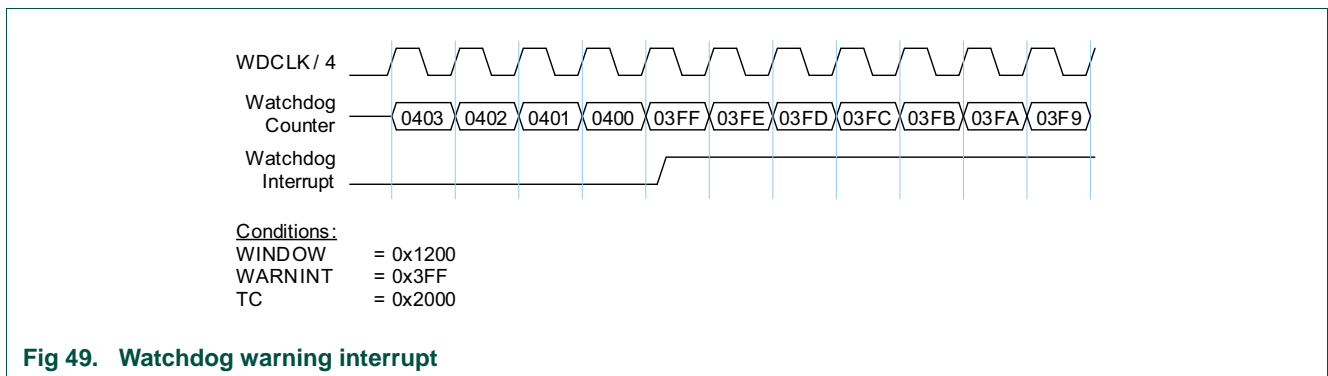 WDCLK / 4
Watchdog
Counter
0403 0402 0401 0400 03FF 03FE 03FD 03FC 03FB 03FA 03F9
Watchdog
Interrupt
Conditions:
WINDOW = 0x1200
WARNINT = 0x3FF
TC = 0x2000
Fig 49. Watchdog warning interrupt